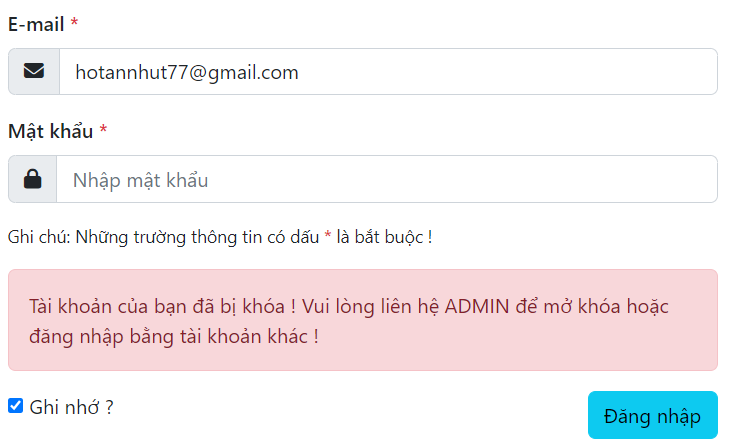 E-mail *
hotannhut77@gmail.com
Mật khẩu *
Nhập mật khẩu
Ghi chú: Những trường thông tin có dấu * là bắt buộc !
Tài khoản của bạn đã bị khóa ! Vui lòng liên hệ ADMIN để mở khóa hoặc
đăng nhập bằng tài khoản khác !
Ghi nhớ ?
Đăng nhập